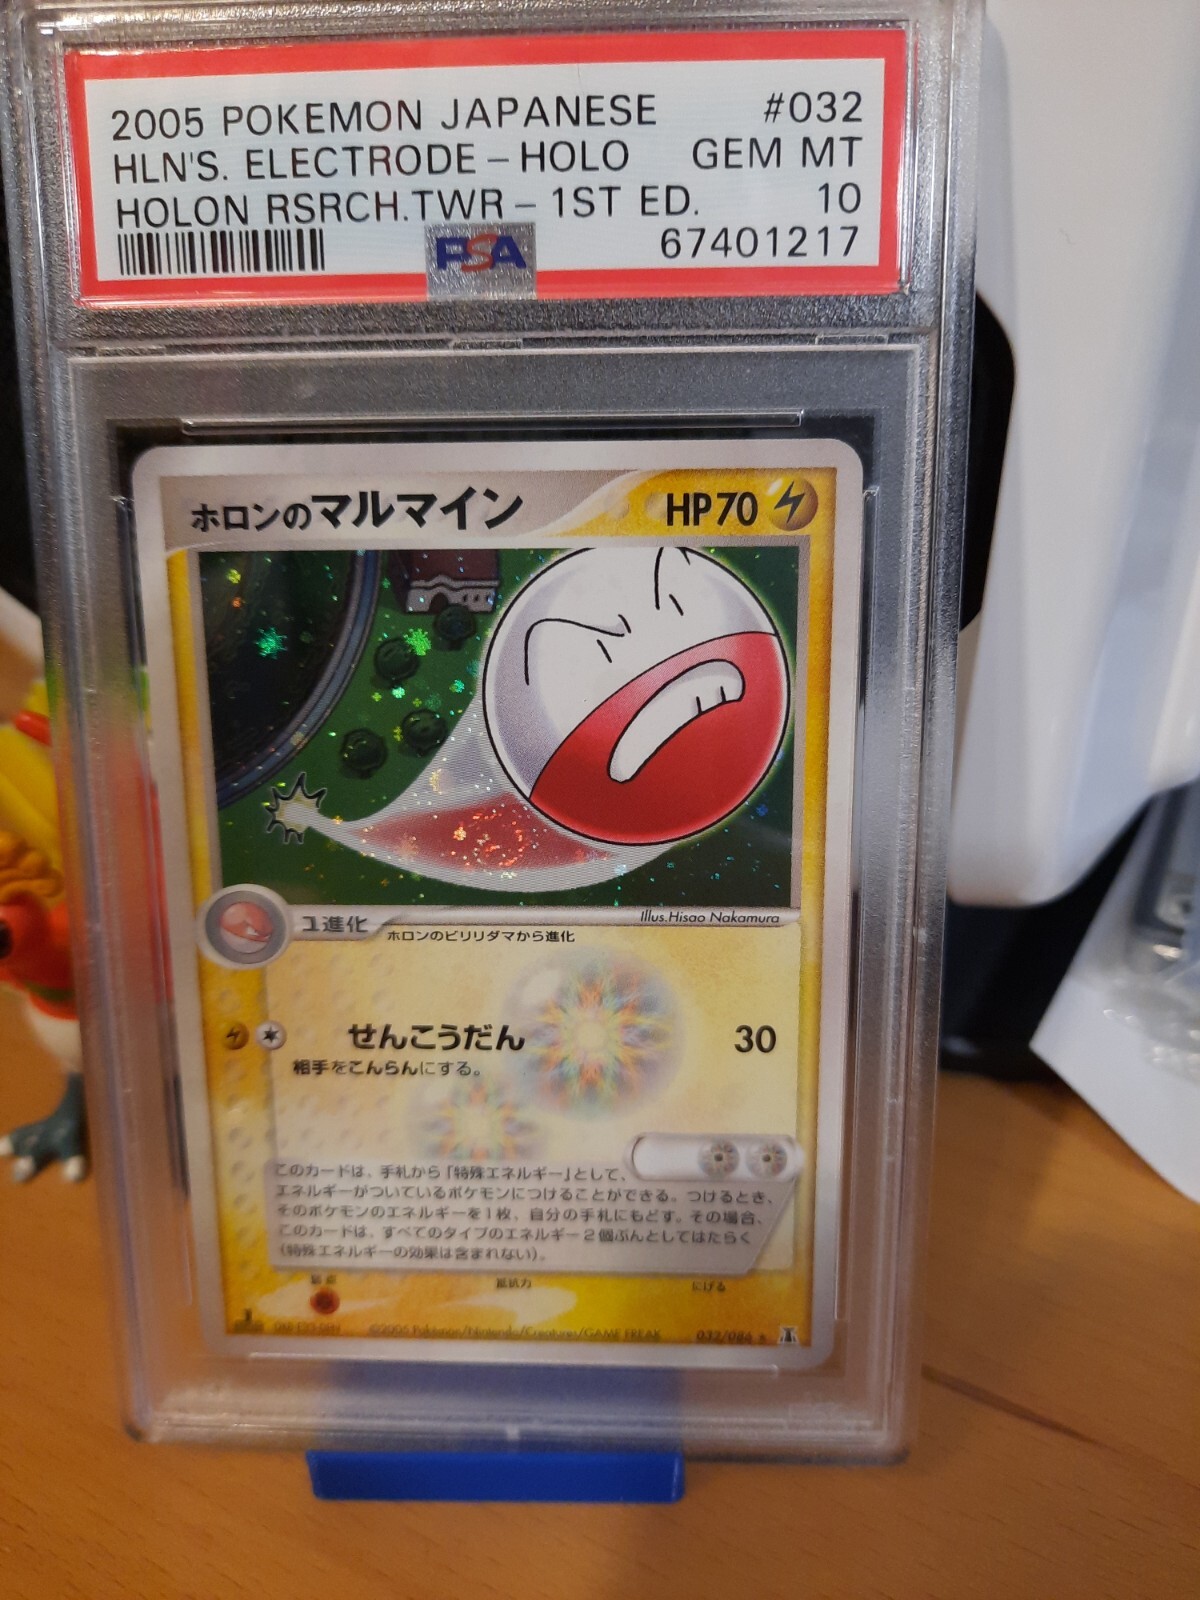 2005 POKEMON JAPANESE #032
HLN'S. ELECTRODE - HOLO GEM MT
HOLON RSRCH.TWR - 1ST ED. 10
67401217
PSA
ホロンのマルマイン HP70
Illus.Hisao Nakamura
1進化
ホロンのビリリダマから進化
せんこうだん 30
相手をこんらんにする。
このカードは、手札から「特殊エネルギー」として、
エネルギーがついているポケモンにつけることができる。つけるとき、
そのポケモンのエネルギーを1枚、自分の手札にもどす。その場合、
このカードは、すべてのタイプのエネルギー2個ぶんとしてはたらく
(特殊エネルギーの効果は含まれない)。
弱点 抵抗力 にげる
©2005 Pokémon/Nintendo/Creatures/GAME FREAK 032/086 ★